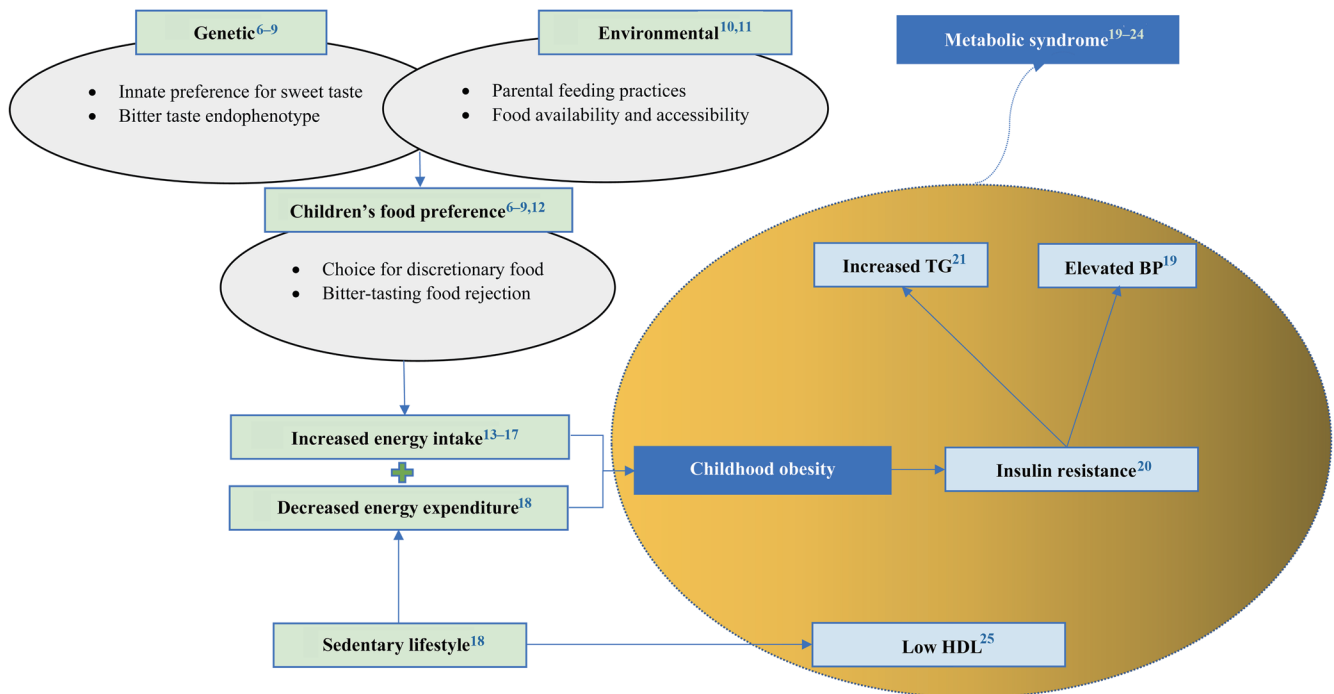 Genetic6–9
Environmental10,11
Metabolic syndrome19–24
• Innate preference for sweet taste
• Bitter taste endophenotype
• Parental feeding practices
• Food availability and accessibility
Children's food preference6–9,12
• Choice for discretionary food
• Bitter-tasting food rejection
Increased TG21
Elevated BP19
Increased energy intake13–17
Childhood obesity
Insulin resistance20
Decreased energy expenditure18
Sedentary lifestyle18
Low HDL25